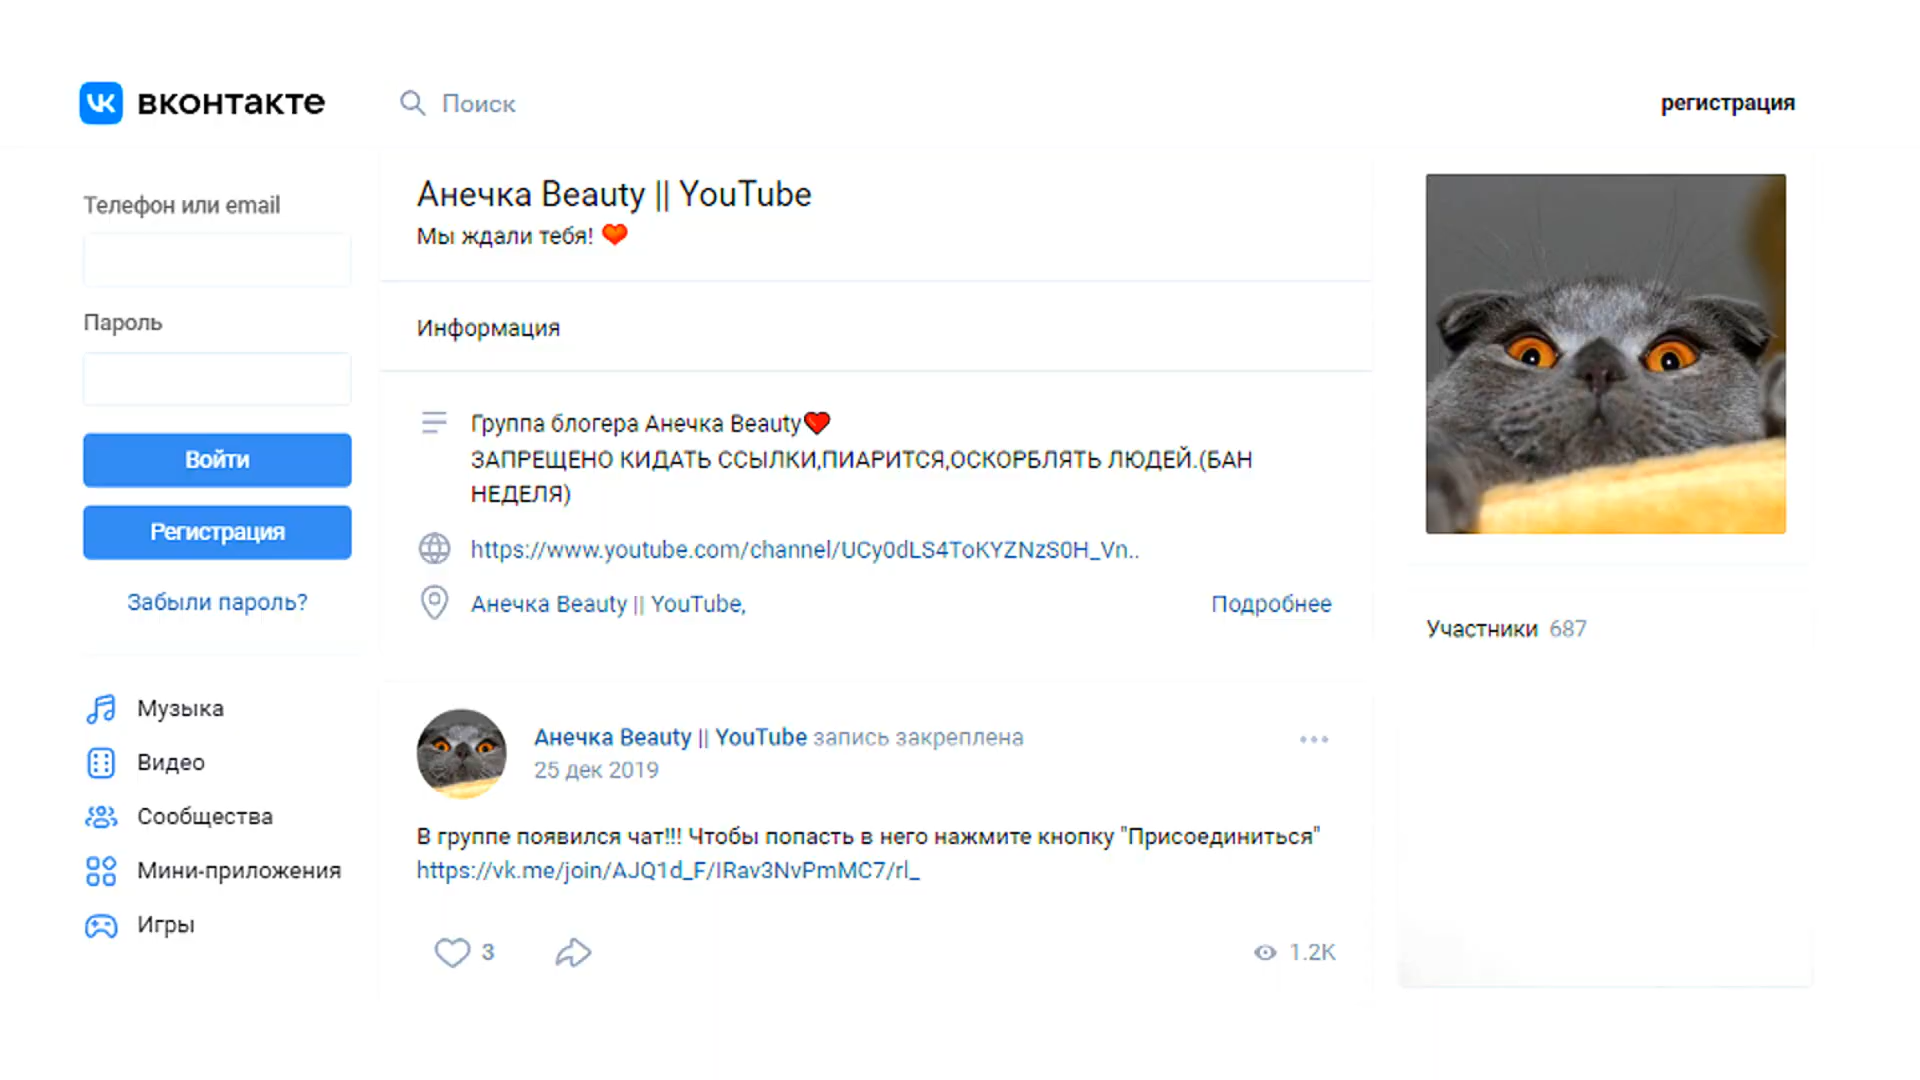 вконтакте
Поиск
регистрация
Телефон или email
Пароль
Войти
Регистрация
Забыли пароль?
Музыка
Видео
Сообщества
Мини-приложения
Игры
Анечка Beauty || YouTube
Мы ждали тебя! ❤
Информация
Группа блогера Анечка Beauty❤
ЗАПРЕЩЕНО КИДАТЬ ССЫЛКИ,ПИАРИТСЯ,ОСКОРБЛЯТЬ ЛЮДЕЙ.(БАН
НЕДЕЛЯ)
https://www.youtube.com/channel/UCy0dLS4ToKYZNzS0H_Vn..
Анечка Beauty || YouTube,
Подробнее
Анечка Beauty || YouTube запись закреплена
25 дек 2019
В группе появился чат!!! Чтобы попасть в него нажмите кнопку "Присоединиться"
https://vk.me/join/AJQ1d_F/IRav3NvPmMC7/rl_
3
1.2K
Участники 687